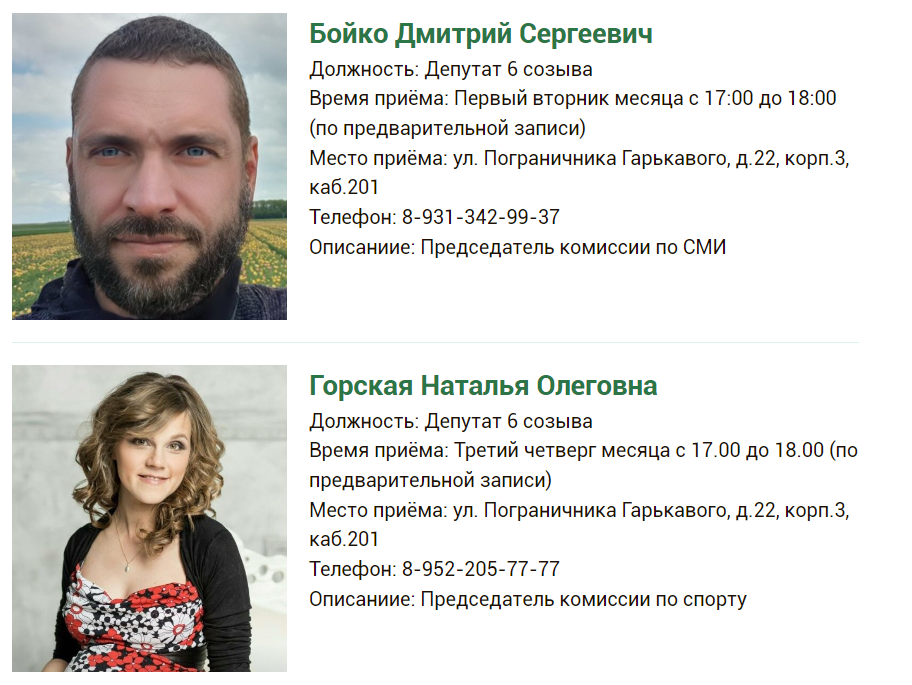 Бойко Дмитрий Сергеевич
Должность: Депутат 6 созыва
Время приёма: Первый вторник месяца с 17:00 до 18:00
(по предварительной записи)
Место приёма: ул. Пограничника Гарькавого, д.22, корп.3,
каб.201
Телефон: 8-931-342-99-37
Описаниие: Председатель комиссии по СМИ
Горская Наталья Олеговна
Должность: Депутат 6 созыва
Время приёма: Третий четверг месяца с 17.00 до 18.00 (по
предварительной записи)
Место приёма: ул. Пограничника Гарькавого, д.22, корп.3,
каб.201
Телефон: 8-952-205-77-77
Описаниие: Председатель комиссии по спорту